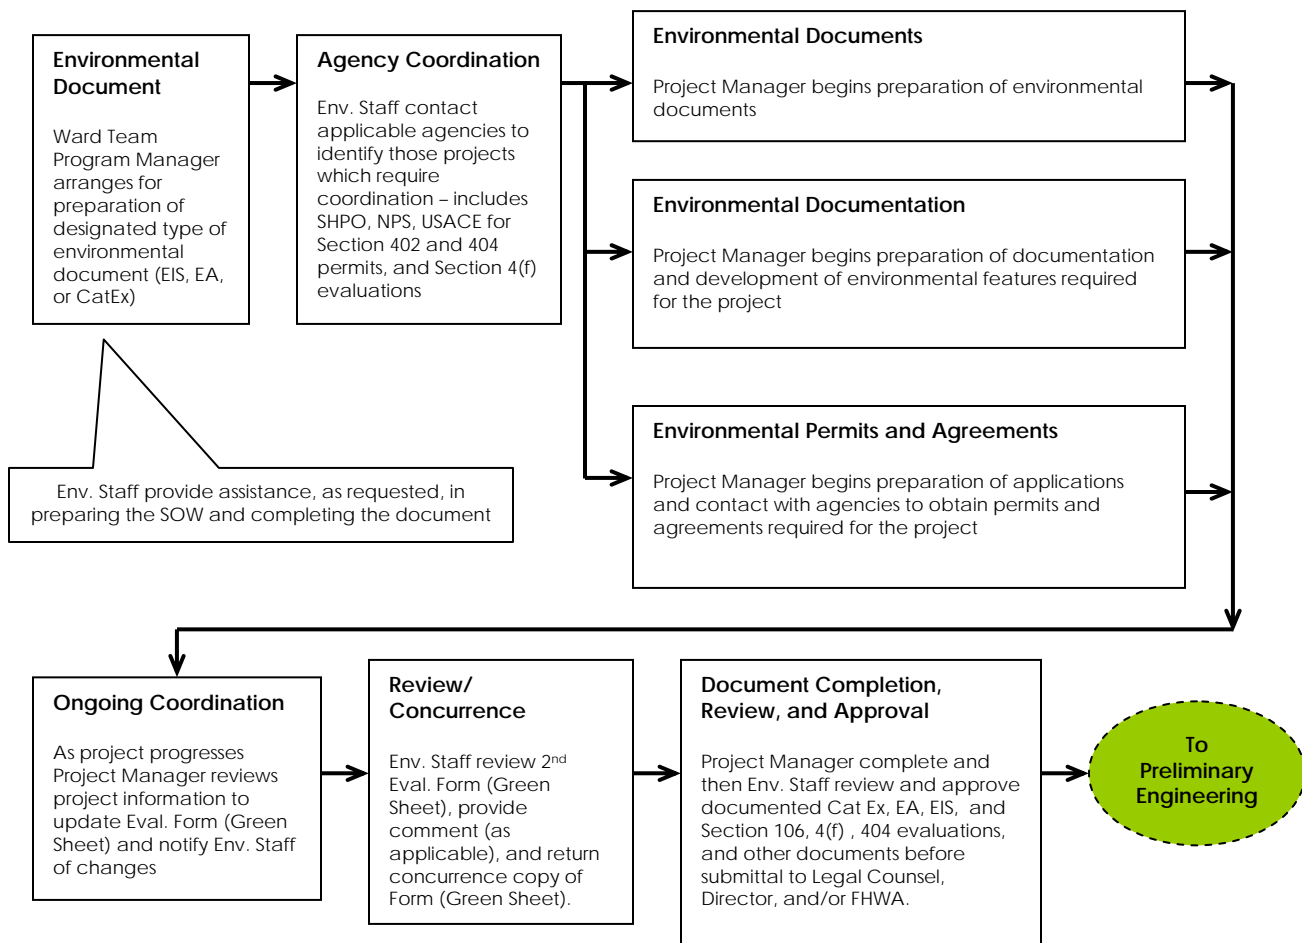 Environmental
Document
Ward Team
Program Manager
arranges for
preparation of
designated type of
environmental
document (EIS, EA,
or CatEx)
Agency Coordination
Env. Staff contact
applicable agencies to
identify those projects
which require
coordination – includes
SHPO, NPS, USACE for
Section 402 and 404
permits, and Section 4(f)
evaluations
Environmental Documents
Project Manager begins preparation of environmental
documents
Environmental Documentation
Project Manager begins preparation of documentation
and development of environmental features required
for the project
Environmental Permits and Agreements
Project Manager begins preparation of applications
and contact with agencies to obtain permits and
agreements required for the project
Env. Staff provide assistance, as requested, in
preparing the SOW and completing the document
Ongoing Coordination
As project progresses
Project Manager reviews
project information to
update Eval. Form (Green
Sheet) and notify Env. Staff
of changes
Review/
Concurrence
Env. Staff review 2nd
Eval. Form (Green
Sheet), provide
comment (as
applicable), and return
concurrence copy of
Form (Green Sheet).
Document Completion,
Review, and Approval
Project Manager complete and
then Env. Staff review and approve
documented Cat Ex, EA, EIS, and
Section 106, 4(f) , 404 evaluations,
and other documents before
submittal to Legal Counsel,
Director, and/or FHWA.
To
Preliminary
Engineering